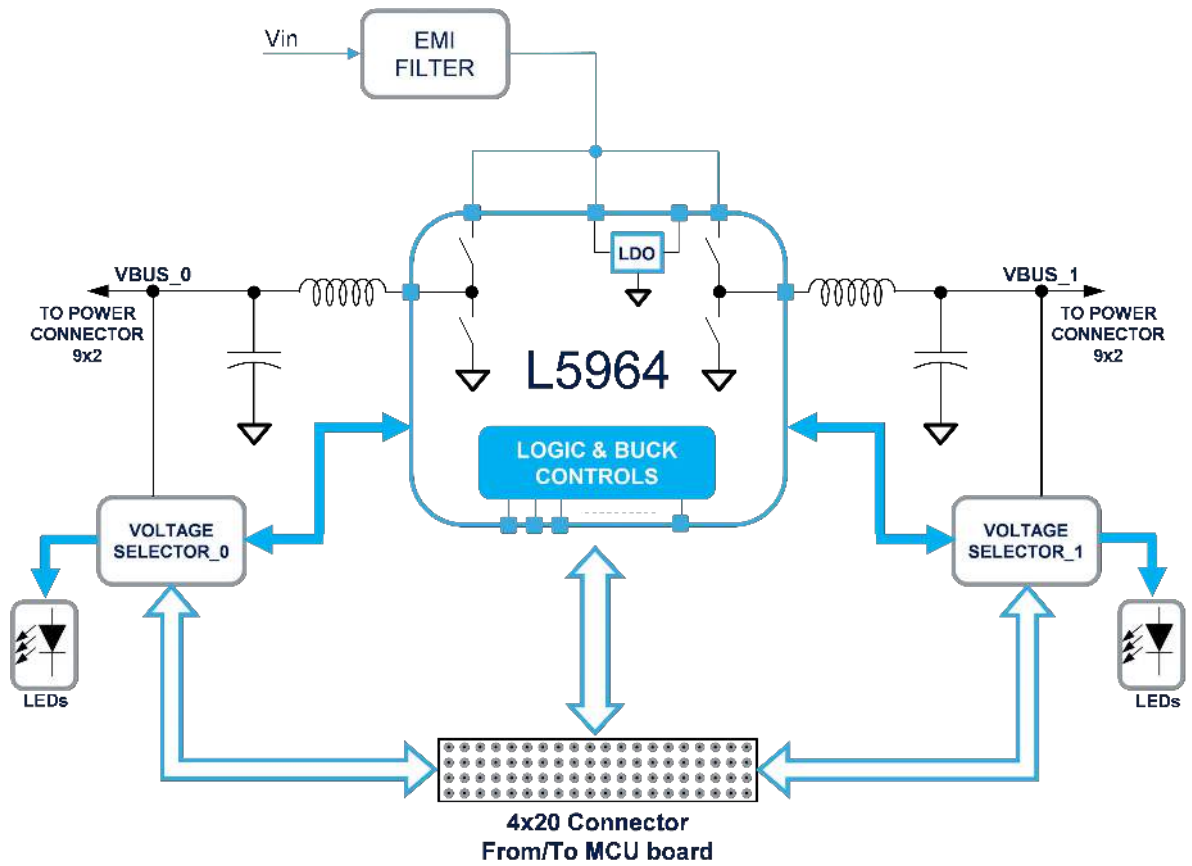 Vin
EMI
FILTER
LDO
VBUS_0
VBUS_1
TO POWER
CONNECTOR
9x2
TO POWER
CONNECTOR
9x2
L5964
LOGIC & BUCK
CONTROLS
VOLTAGE
SELECTOR_0
VOLTAGE
SELECTOR_1
LEDs
LEDs
4x20 Connector
From/To MCU board